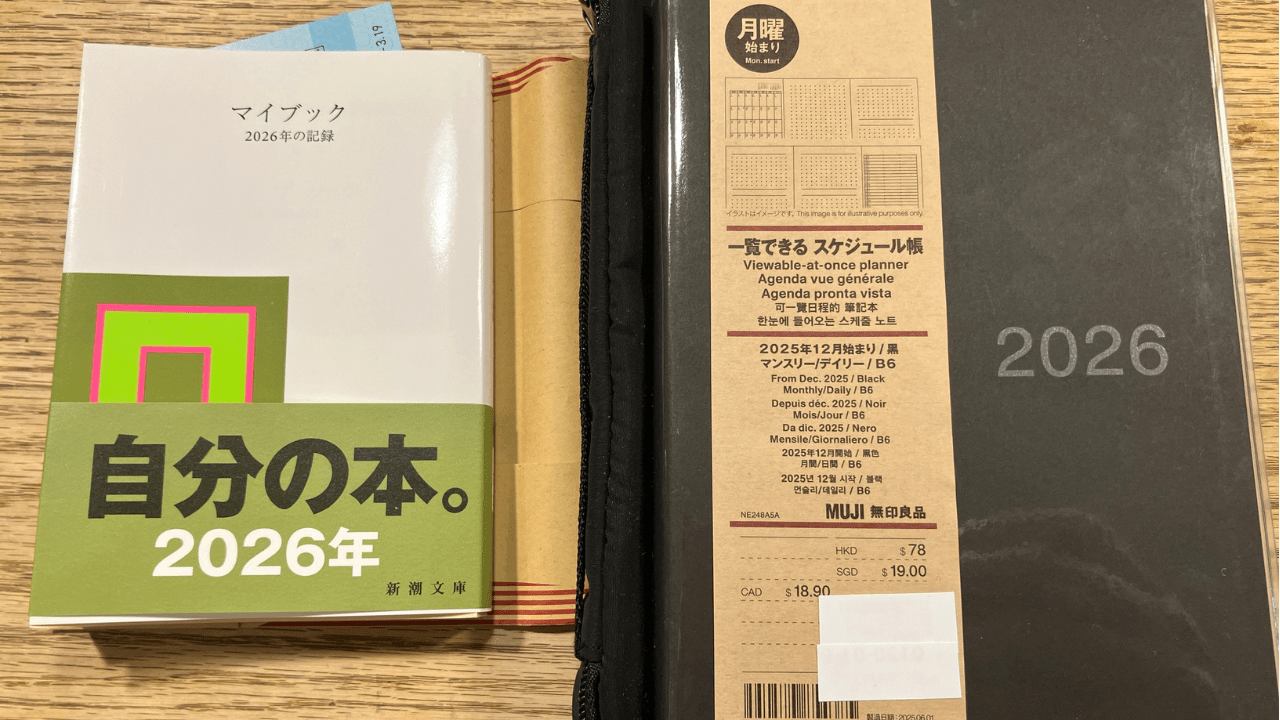 -3.19
マイブック
2026年の記録
自分の本。
2026年
新潮文庫
月曜
始まり
Mon. start
イラストはイメージです。This image is for illustrative purposes only.
一覧できる スケジュール帳
Viewable-at-once planner
Agenda vue générale
Agenda pronta vista
可一覽日程的 筆記本
한눈에 들어오는 스케줄 노트
2025年12月始まり / 黒
マンスリー/デイリー / B6
From Dec. 2025 / Black
Monthly/Daily / B6
Depuis déc. 2025 / Noir
Mois/Jour / B6
Da dic. 2025 / Nero
Mensile/Giornaliero / B6
2025年12月開始 / 黑色
月間/日間 / B6
2025년 12월 시작 / 블랙
먼슬리/데일리 / B6
NE248A5A MUJI 無印良品
HKD $ 78
SGD $ 19.00
CAD $ 18.90
製造日期:2025.06.01
2026